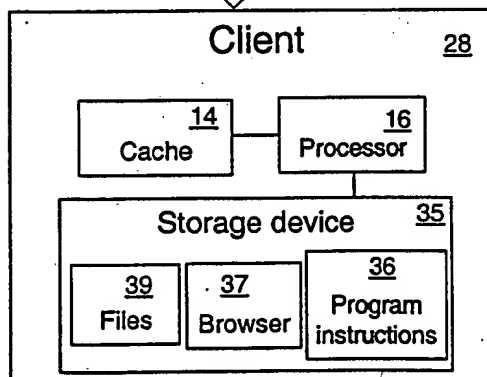 Client 28
14
Cache
16
Processor
Storage device 35
39
Files
37
Browser
36
Program
instructions